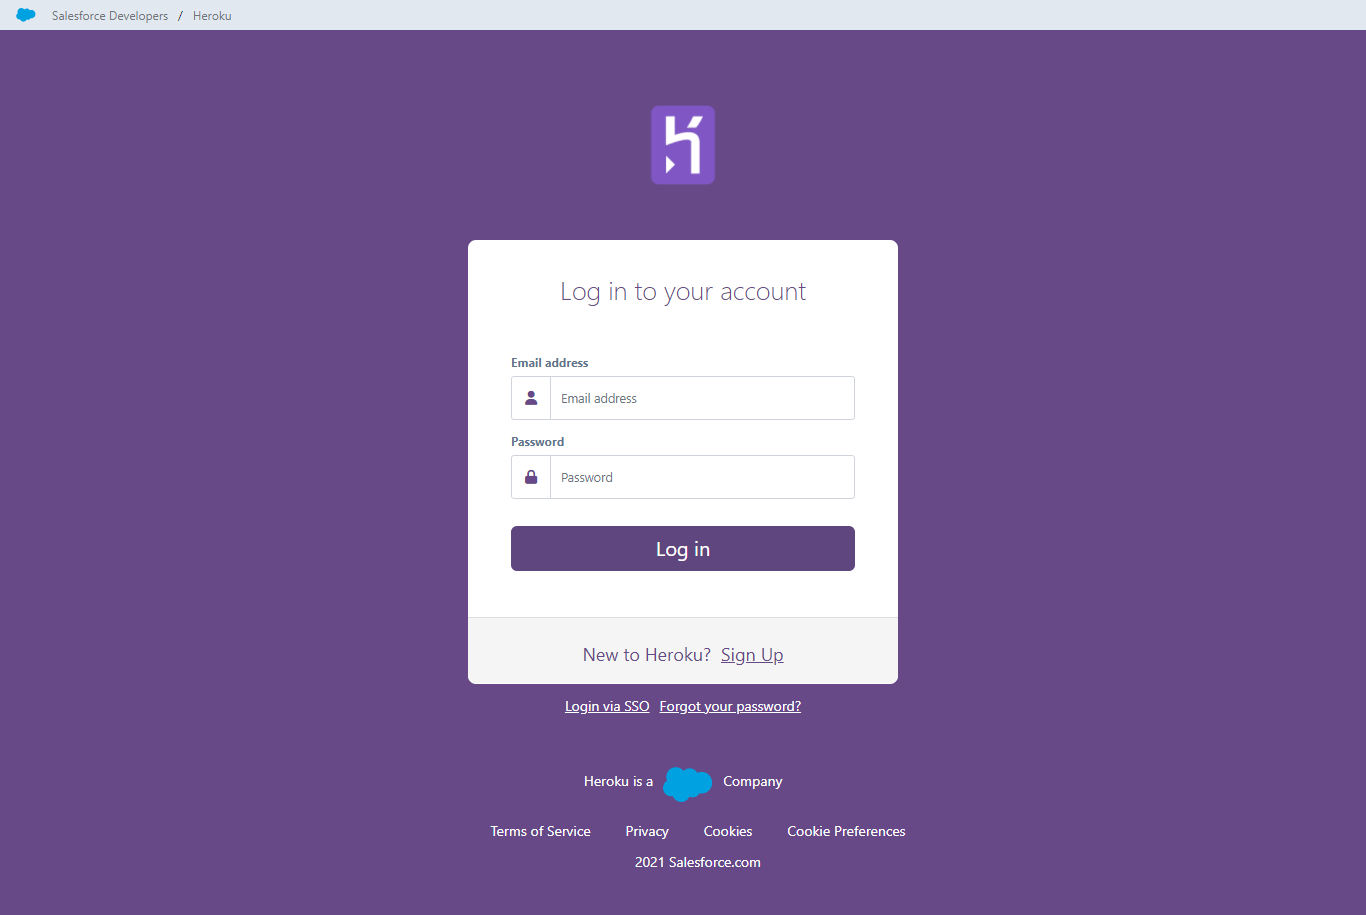 Salesforce Developers / Heroku
Log in to your account
Email address
Email address
Password
Password
Log in
New to Heroku? Sign Up
Login via SSO Forgot your password?
Heroku is a Company
Terms of Service Privacy Cookies Cookie Preferences
2021 Salesforce.com